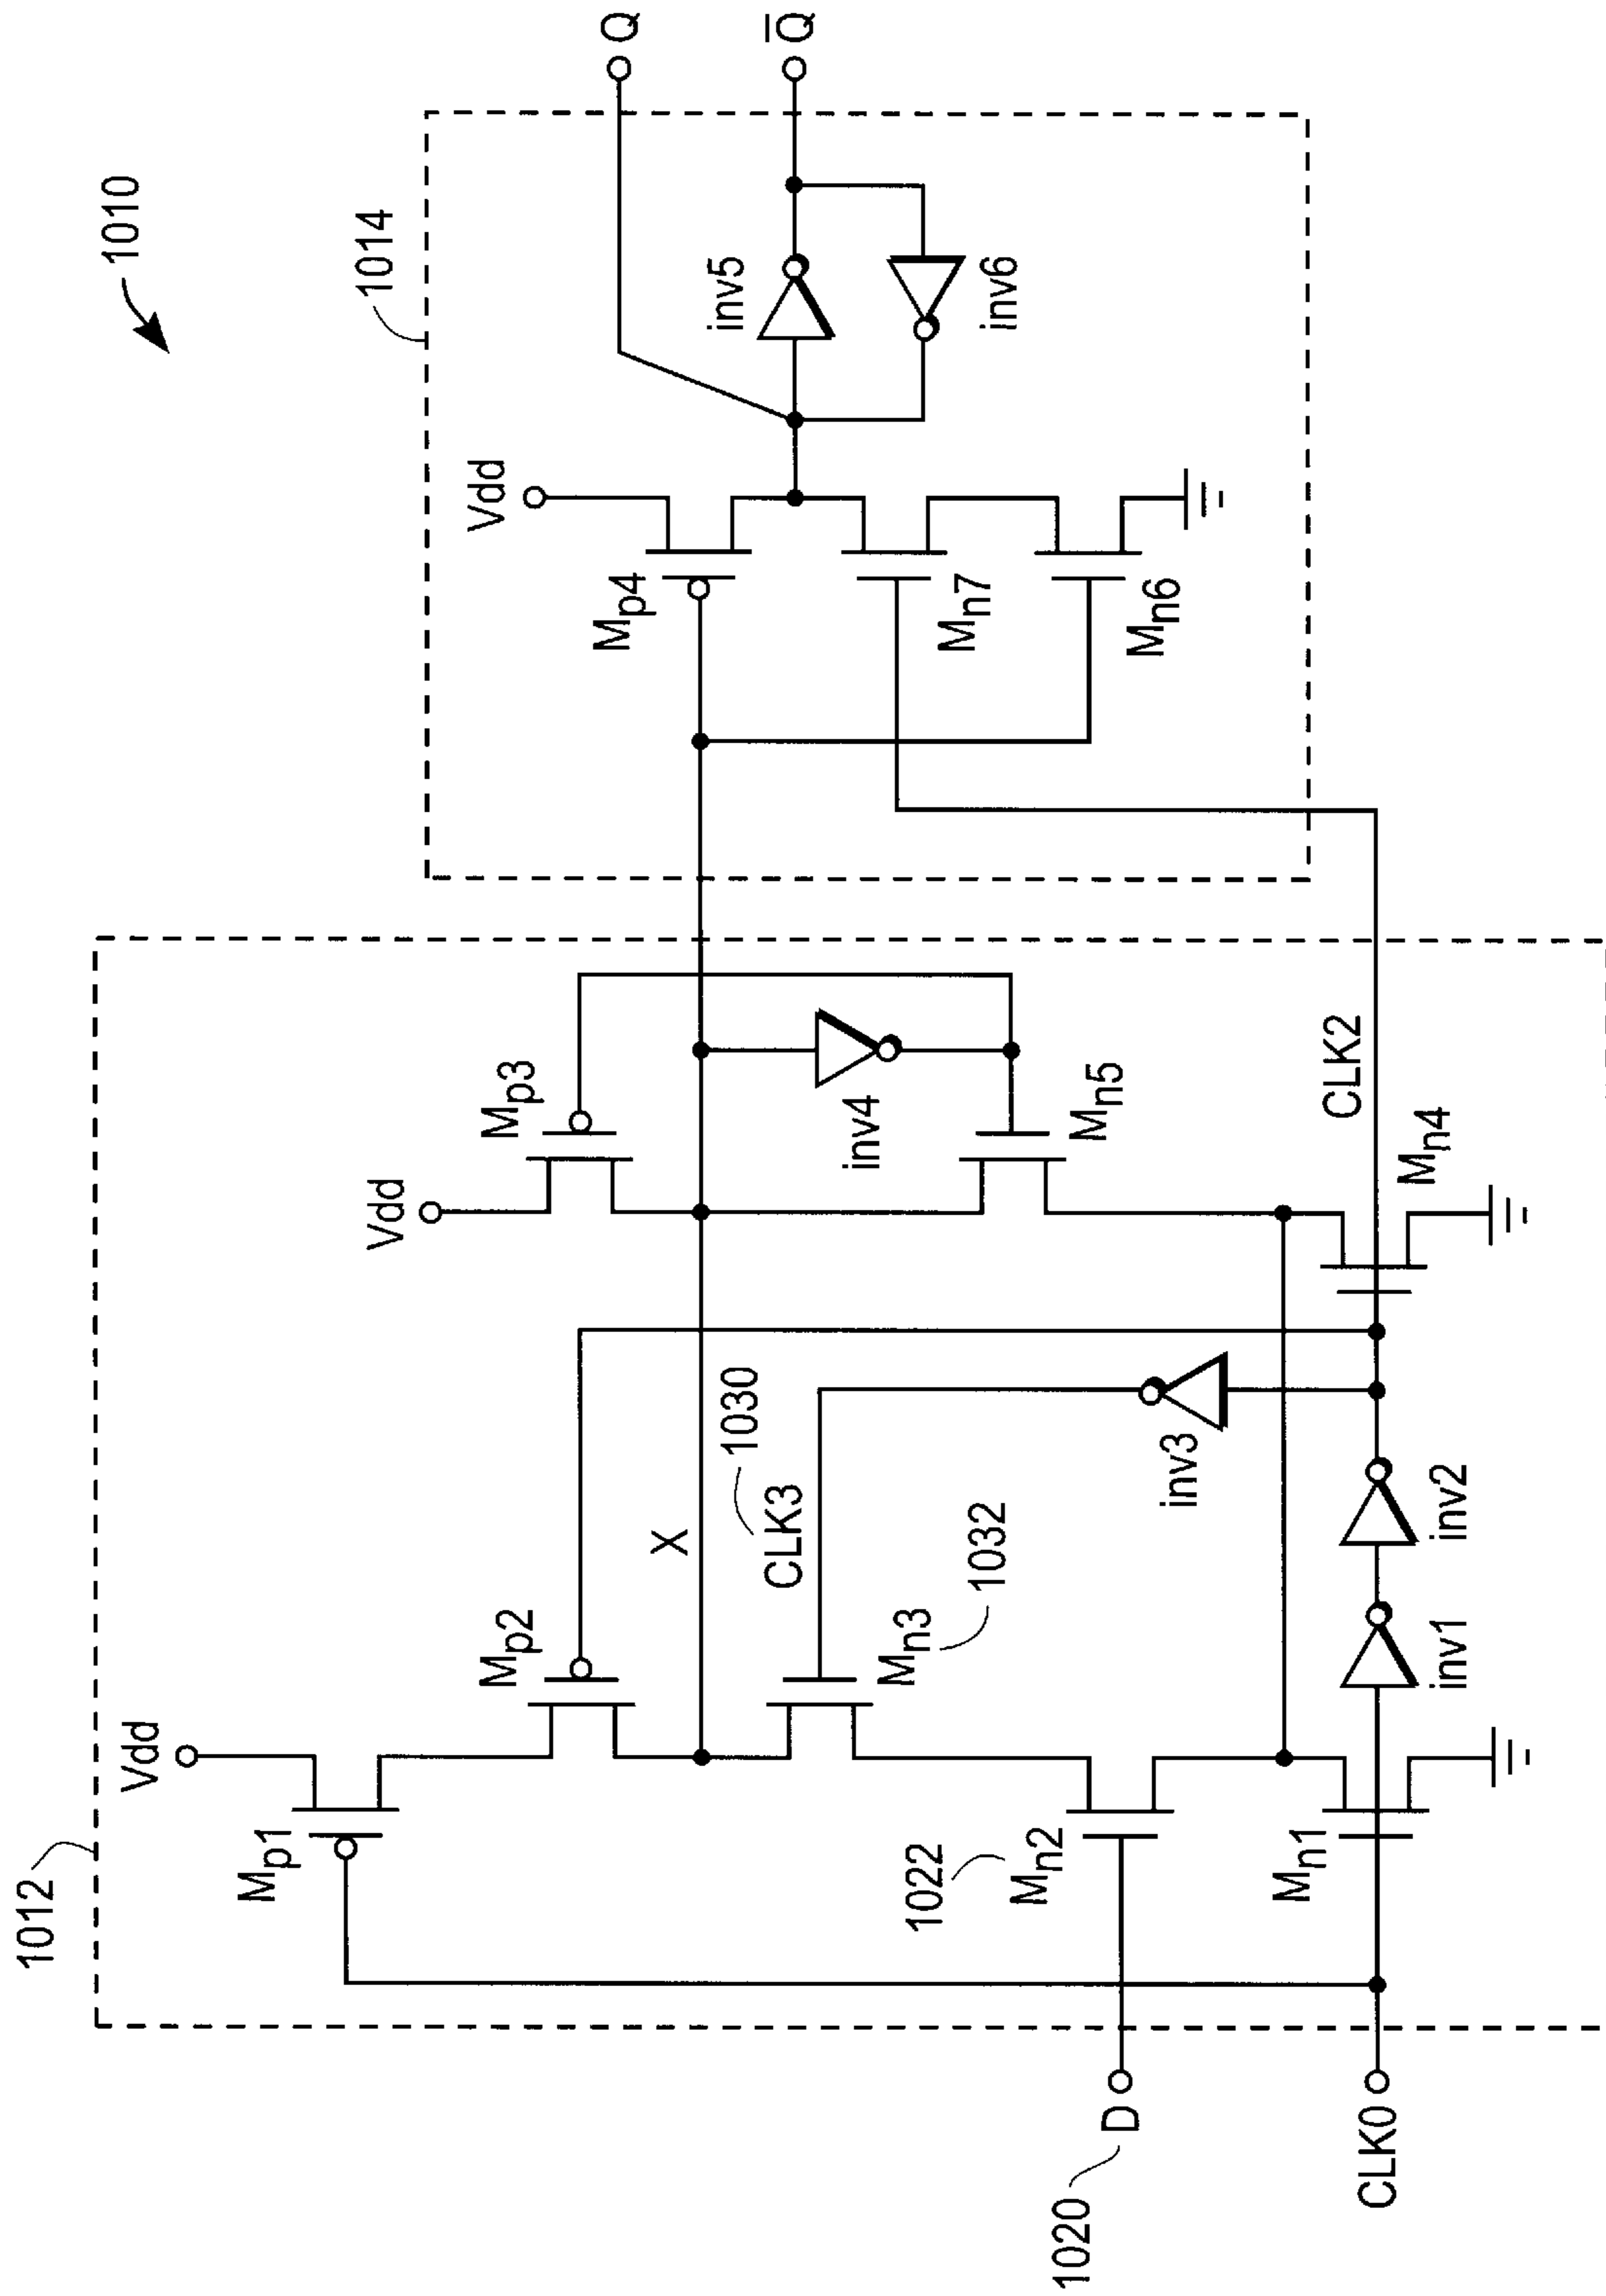 1010
1012
1014
Vdd
Mp1
Mp2
Vdd
Mp3
Vdd
Mp4
Q
Q̅
X
1030
CLK3
Mn3
1032
inv4
Mn5
Mn7
Mn6
inv5
inv6
1022
Mn2
1020
D
Mn1
inv3
CLK2
Mn4
CLK0
inv1
inv2